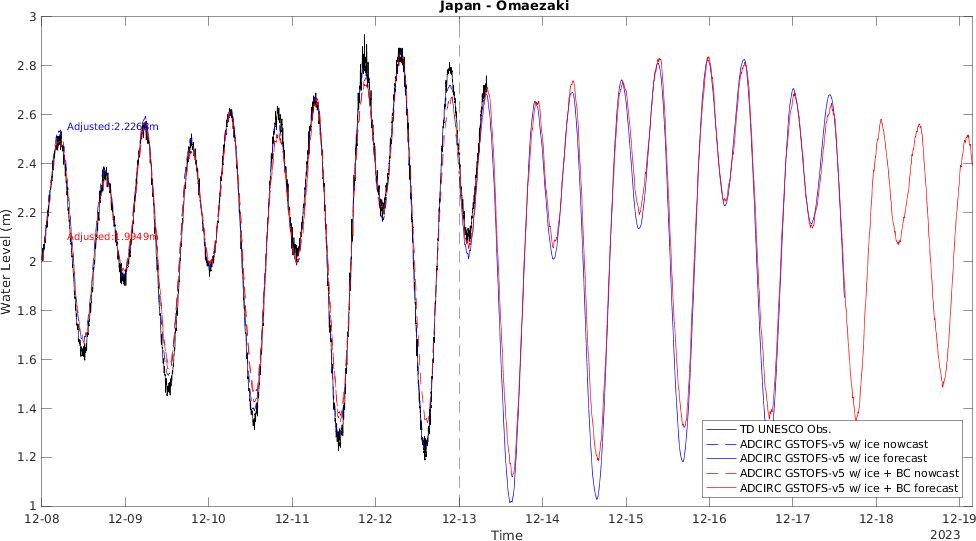 Japan - Omaezaki
Water Level (m)
3
2.8
2.6
2.4
2.2
2
1.8
1.6
1.4
1.2
1
Adjusted:2.2268m
Adjusted:1.9949m
TD UNESCO Obs.
ADCIRC GSTOFS-v5 w/ ice nowcast
ADCIRC GSTOFS-v5 w/ ice forecast
ADCIRC GSTOFS-v5 w/ ice + BC nowcast
ADCIRC GSTOFS-v5 w/ ice + BC forecast
12-08 12-09 12-10 12-11 12-12 12-13 12-14 12-15 12-16 12-17 12-18 12-19
Time
2023